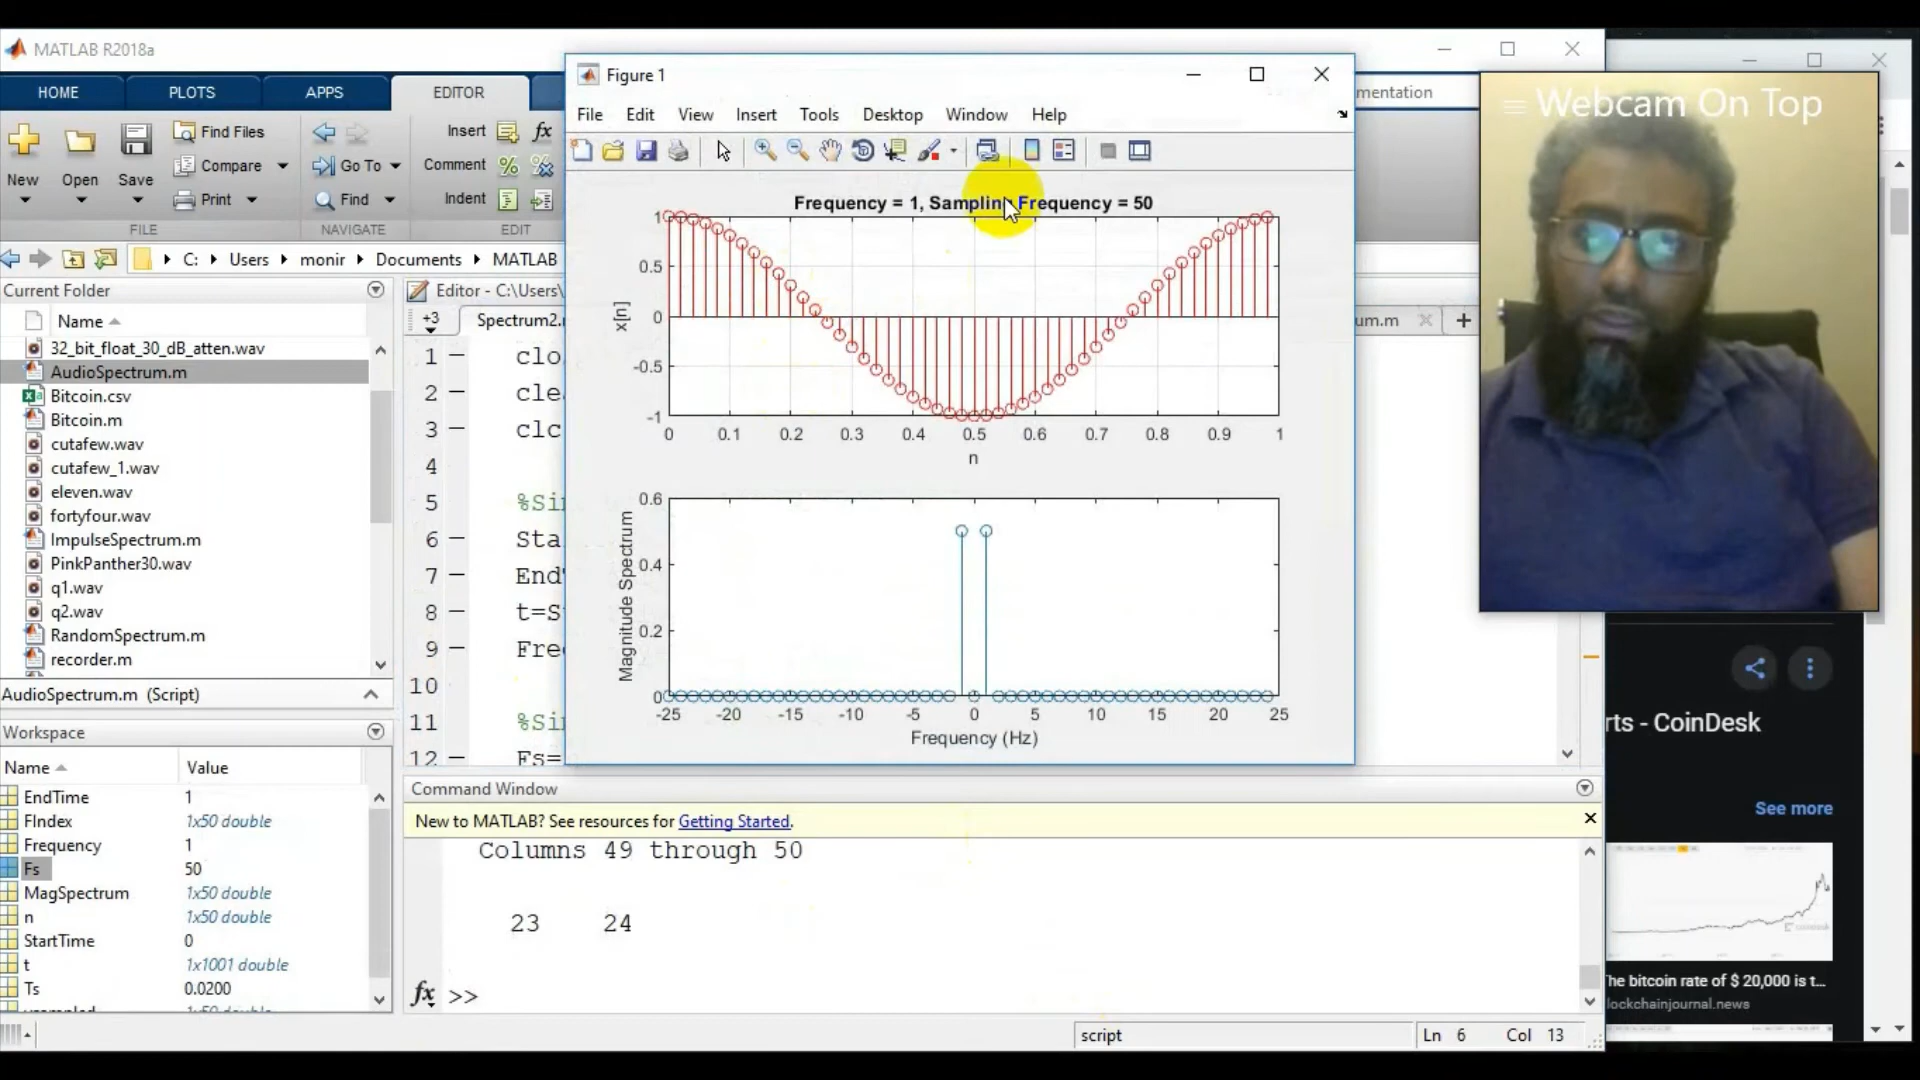 MATLAB R2018a
HOME
PLOTS
APPS
EDITOR
New
Open
Save
Find Files
Compare
Print
FILE
Go To
Find
NAVIGATE
Insert
Comment
Indent
EDIT
C:
Users
monir
Documents
MATLAB
Current Folder
Name
32_bit_float_30_dB_atten.wav
AudioSpectrum.m
Bitcoin.csv
Bitcoin.m
cutafew.wav
cutafew_1.wav
eleven.wav
fortyfour.wav
ImpulseSpectrum.m
PinkPanther30.wav
q1.wav
q2.wav
RandomSpectrum.m
recorder.m
AudioSpectrum.m (Script)
Workspace
Name Value
EndTime 1
FIndex 1x50 double
Frequency 1
Fs 50
MagSpectrum 1x50 double
n 1x50 double
StartTime 0
t 1x1001 double
Ts 0.0200
Editor - C:\Users\
+3
Spectrum2.
um.m
1 clo
2 cle
3 clc
4
5 %Si
6 Sta
7 End
8 t=S
9 Fre
10
11 %Si
12 Fs=
Figure 1
File Edit View Insert Tools Desktop Window Help
Frequency = 1, Sampling Frequency = 50
1
0.5
0
-0.5
-1
x[n]
0 0.1 0.2 0.3 0.4 0.5 0.6 0.7 0.8 0.9 1
n
0.6
0.4
0.2
0
Magnitude Spectrum
-25 -20 -15 -10 -5 0 5 10 15 20 25
Frequency (Hz)
Command Window
New to MATLAB? See resources for Getting Started.
Columns 49 through 50
23 24
fx >>
script
Ln 6 Col 13
mentation
Webcam On Top
rts - CoinDesk
See more
he bitcoin rate of $ 20,000 is t...
lockchainjournal.news